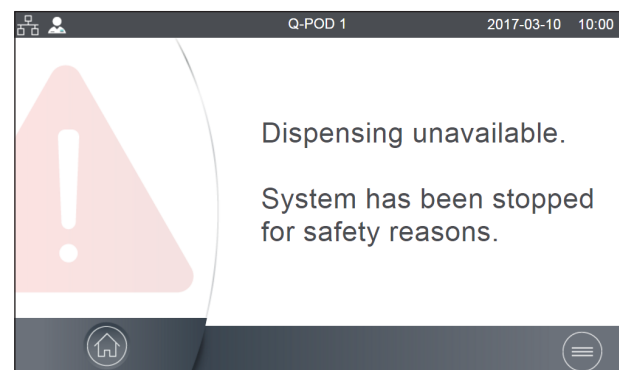 Q-POD 1 2017-03-10 10:00
Dispensing unavailable.
System has been stopped
for safety reasons.